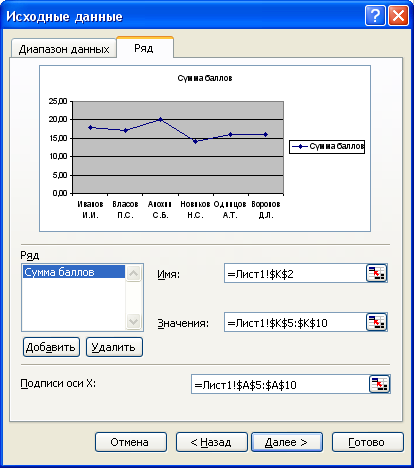 Исходные данные
Диапазон данных
Ряд
Сумма баллов
25,00
20,00
15,00
10,00
5,00
0,00
Иванов Власов Анохин Новиков Одинцов Воронов
И.И. П.С. С.Б. Н.С. А.Т. Д.Л.
Сумма баллов
Ряд
Сумма баллов
Имя:
=Лист1!$K$2
Значения:
=Лист1!$K$5:$K$10
Добавить
Удалить
Подписи оси X:
=Лист1!$A$5:$A$10
Отмена
< Назад
Далее >
Готово